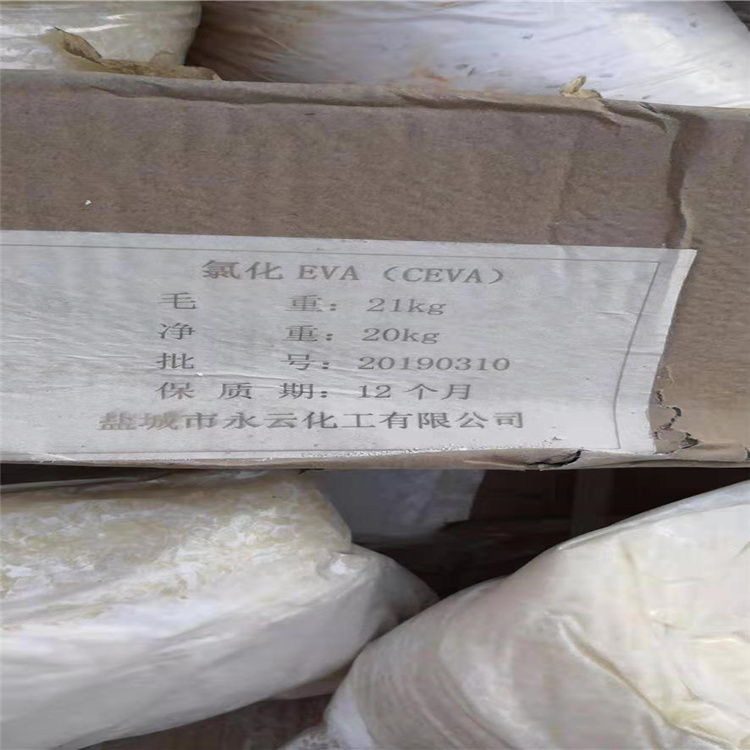 氯化 EVA（CEVA）
毛 重：21kg
净 重：20kg
批 号：20190310
保 质 期：12 个月
盐城市永云化工有限公司